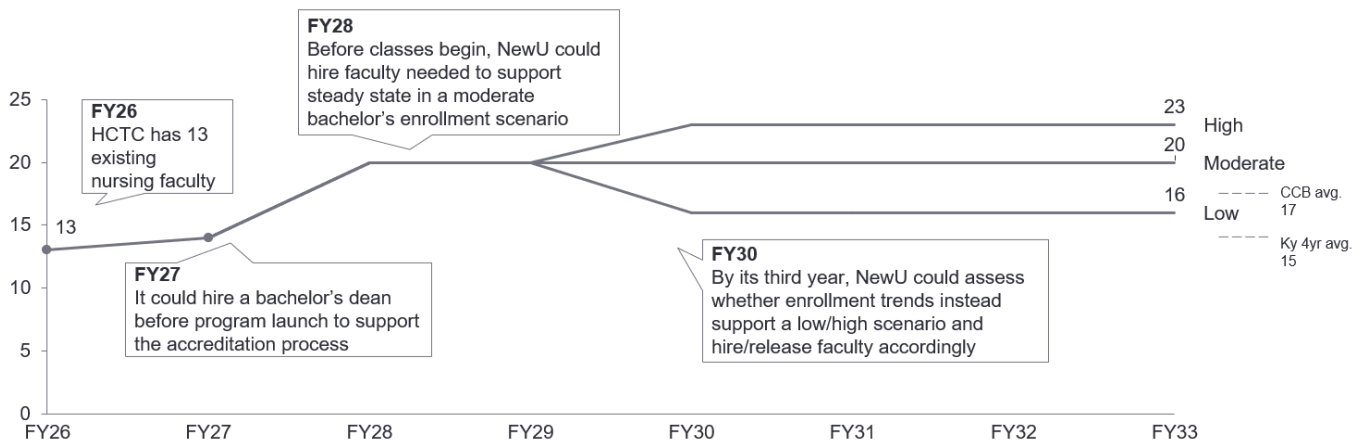 FY28
Before classes begin, NewU could
hire faculty needed to support
steady state in a moderate
bachelor’s enrollment scenario
25
FY26
HCTC has 13
existing
nursing faculty
23
High
20
20
Moderate
CCB avg.
17
16
Low
15
13
Ky 4yr avg.
15
FY27
It could hire a bachelor’s dean
before program launch to support
the accreditation process
FY30
By its third year, NewU could assess
whether enrollment trends instead
support a low/high scenario and
hire/release faculty accordingly
10
5
0
FY26
FY27
FY28
FY29
FY30
FY31
FY32
FY33